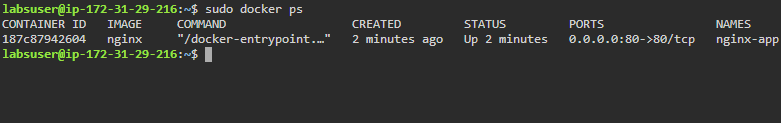 labsuser@ip-172-31-29-216:~$ sudo docker ps
CONTAINER ID   IMAGE     COMMAND                  CREATED         STATUS         PORTS                NAMES
187c87942604   nginx     "/docker-entrypoint.…"   2 minutes ago   Up 2 minutes   0.0.0.0:80->80/tcp   nginx-app
labsuser@ip-172-31-29-216:~$